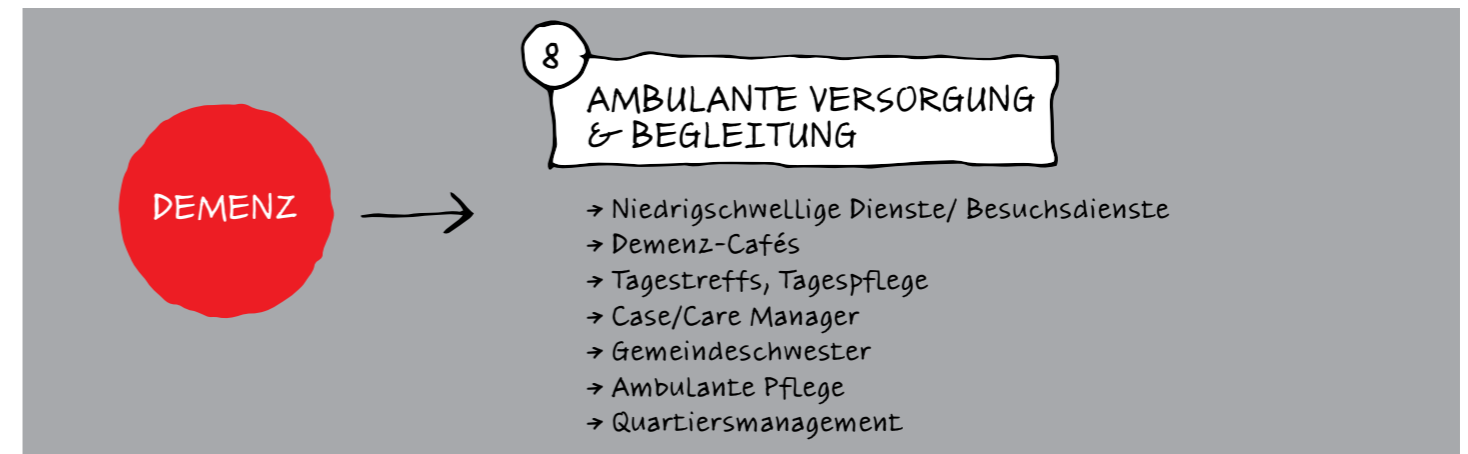 8
AMBULANTE VERSORGUNG
& BEGLEITUNG
DEMENZ
→ Niedrigschwellige Dienste/ Besuchsdienste
→ Demenz-Cafés
→ Tagestreffs, Tagespflege
→ Case/Care Manager
→ Gemeindeschwester
→ Ambulante Pflege
→ Quartiersmanagement